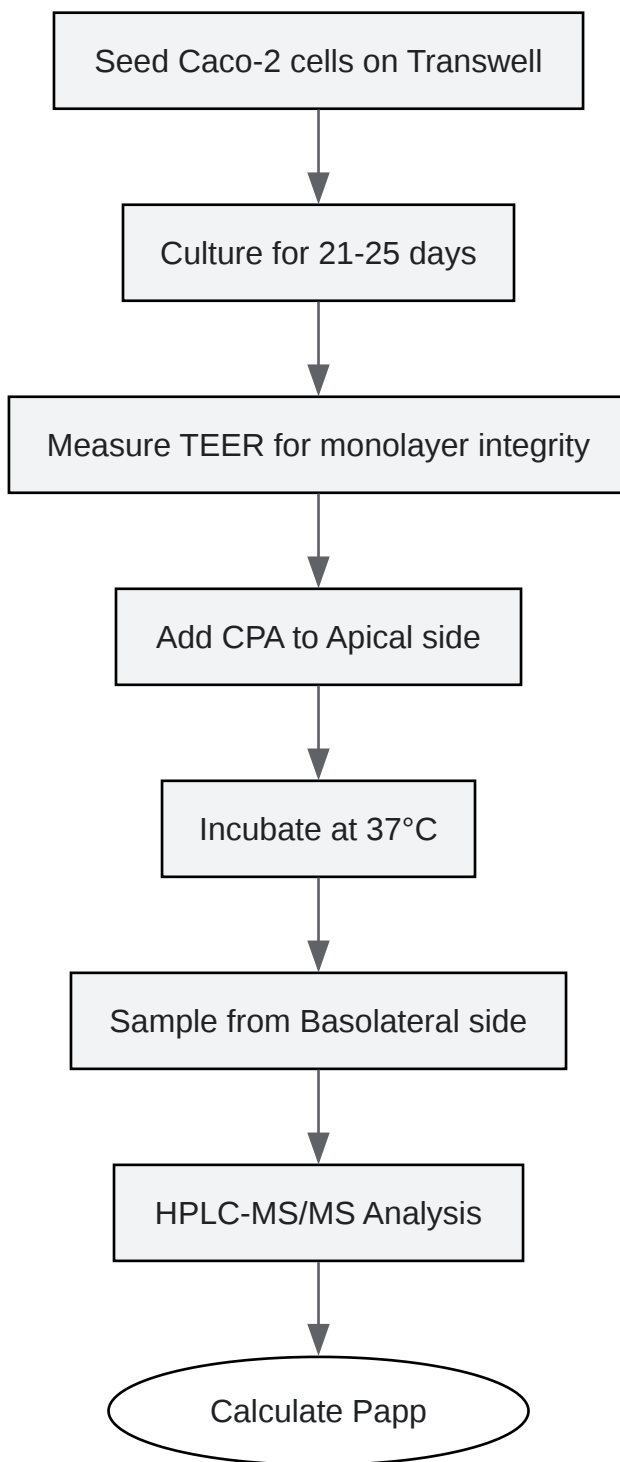 Seed Caco-2 cells on Transwell
Culture for 21-25 days
Measure TEER for monolayer integrity
Add CPA to Apical side
Incubate at 37°C
Sample from Basolateral side
HPLC-MS/MS Analysis
Calculate Papp